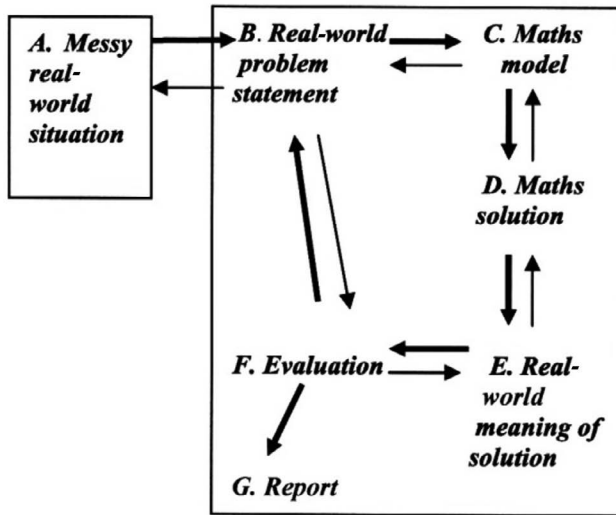 A. Messy
real-
world
situation
B. Real-world
problem
statement
C. Maths
model
D. Maths
solution
E. Real-
world
meaning of
solution
F. Evaluation
G. Report